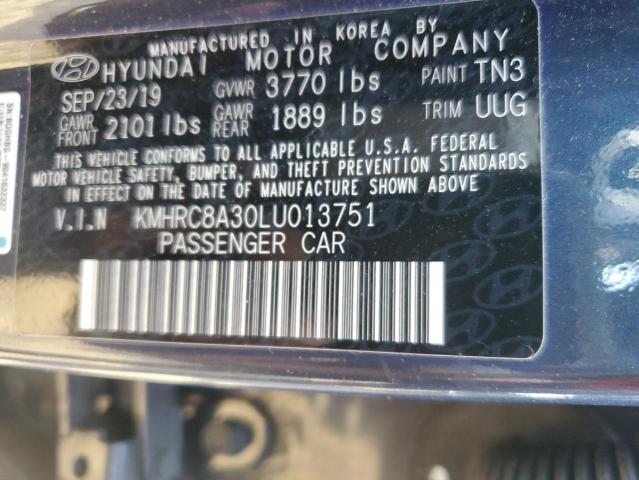 MANUFACTURED IN KOREA BY
HYUNDAI MOTOR COMPANY
SEP/23/19 GVWR 3770 lbs PAINT TN3
GAWR FRONT 2101 lbs GAWR REAR 1889 lbs TRIM UUG
THIS VEHICLE CONFORMS TO ALL APPLICABLE U.S.A. FEDERAL
MOTOR VEHICLE SAFETY, BUMPER, AND THEFT PREVENTION
STANDARDS IN EFFECT ON THE DATE OF MANUFACTURE SHOWN ABOVE.
V.I.N KMHRC8A30LU013751
PASSENGER CAR